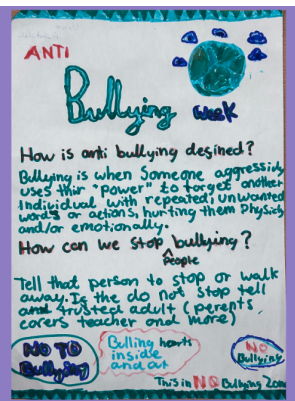 ANTI
Bullying
Week
How is anti bullying desined?
Bullying is when Someone aggressivly
uses thir "power" to target another
Individual with repeated, unwanted
words or actions, hurting them Physicly
and/or emotionally.
How can we stop bullying?
People
Tell that person to stop or walk
away. Is the do not stop tell
and trusted adult (perents
carers teacher and more)
NO TO
Bullying
Bulling hearts
inside
and out
NO
Bullying
This in NO Bullying Zone